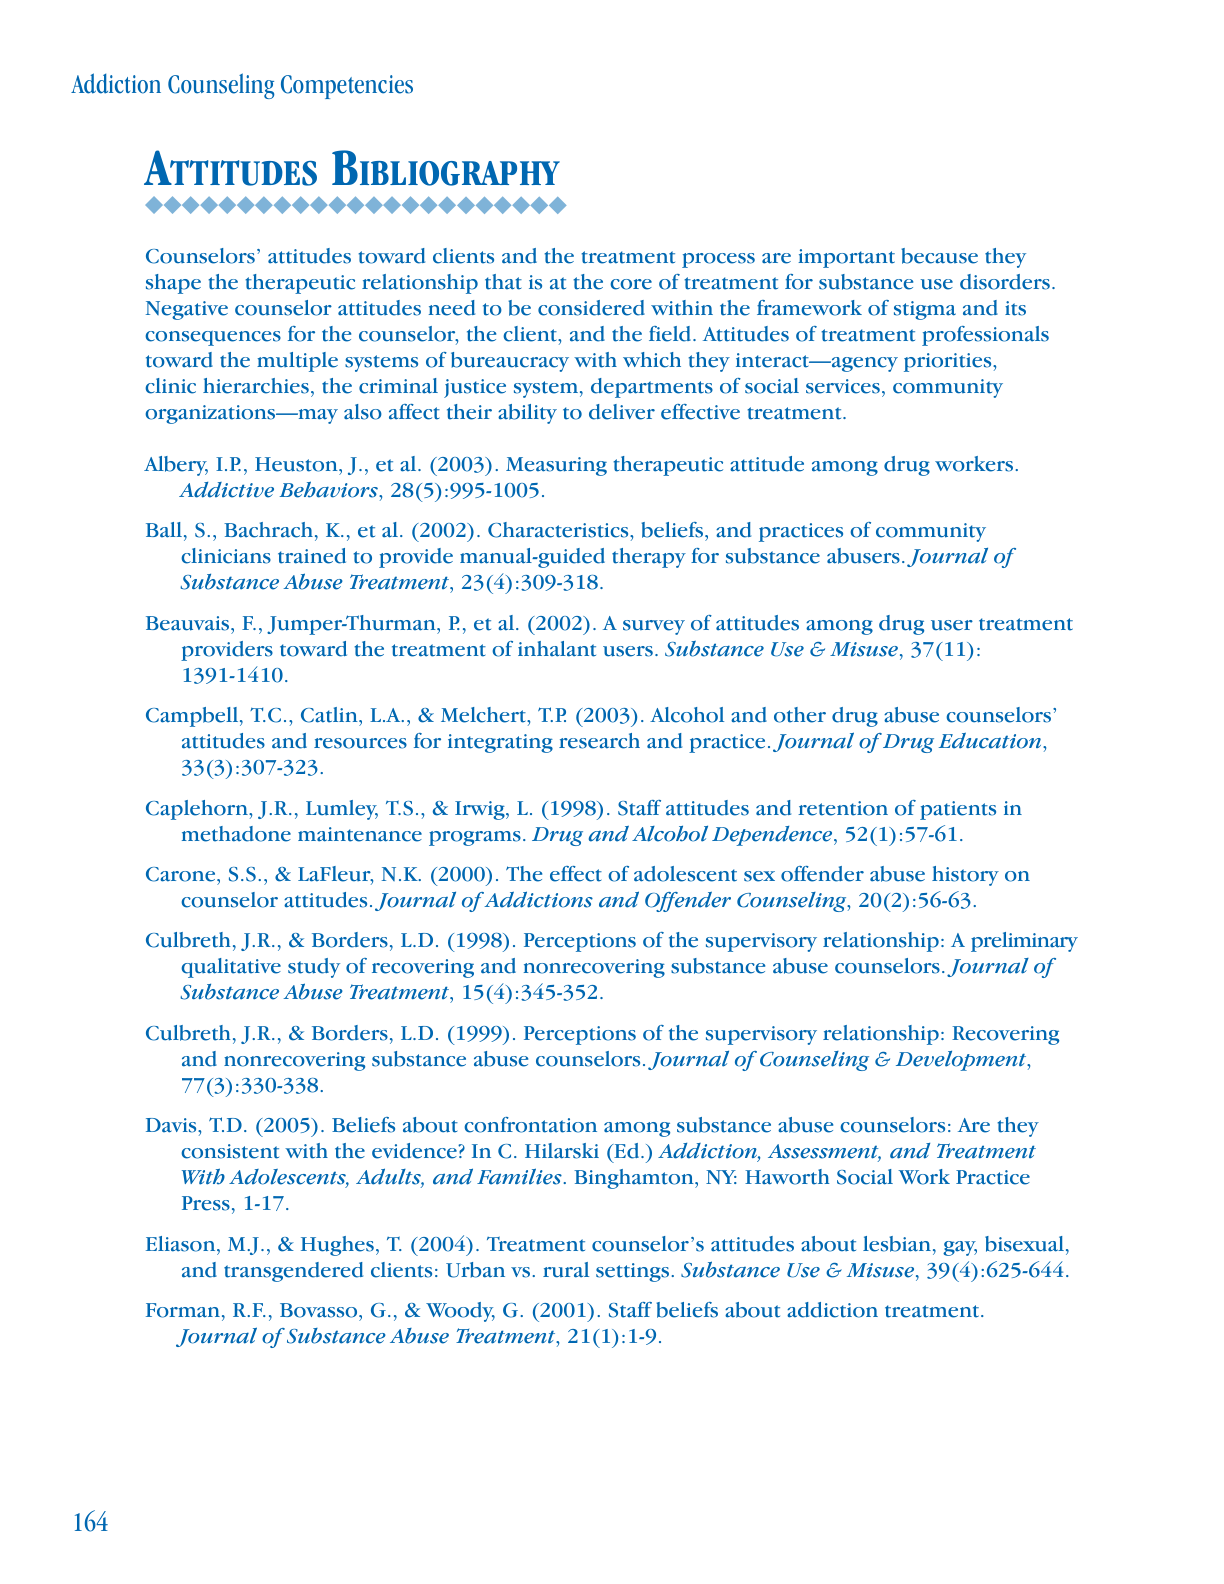 Addiction Counseling Competencies
Attitudes Bibliography
Counselors’ attitudes toward clients and the treatment process are important because they
shape the therapeutic relationship that is at the core of treatment for substance use disorders.
Negative counselor attitudes need to be considered within the framework of stigma and its
consequences for the counselor, the client, and the field. Attitudes of treatment professionals
toward the multiple systems of bureaucracy with which they interact—agency priorities,
clinic hierarchies, the criminal justice system, departments of social services, community
organizations—may also affect their ability to deliver effective treatment.
Albery, I.P., Heuston, J., et al. (2003). Measuring therapeutic attitude among drug workers.
Addictive Behaviors, 28(5):995-1005.
Ball, S., Bachrach, K., et al. (2002). Characteristics, beliefs, and practices of community
clinicians trained to provide manual-guided therapy for substance abusers. Journal of
Substance Abuse Treatment, 23(4):309-318.
Beauvais, F., Jumper-Thurman, P., et al. (2002). A survey of attitudes among drug user treatment
providers toward the treatment of inhalant users. Substance Use & Misuse, 37(11):
1391-1410.
Campbell, T.C., Catlin, L.A., & Melchert, T.P. (2003). Alcohol and other drug abuse counselors’
attitudes and resources for integrating research and practice. Journal of Drug Education,
33(3):307-323.
Caplehorn, J.R., Lumley, T.S., & Irwig, L. (1998). Staff attitudes and retention of patients in
methadone maintenance programs. Drug and Alcohol Dependence, 52(1):57-61.
Carone, S.S., & LaFleur, N.K. (2000). The effect of adolescent sex offender abuse history on
counselor attitudes. Journal of Addictions and Offender Counseling, 20(2):56-63.
Culbreth, J.R., & Borders, L.D. (1998). Perceptions of the supervisory relationship: A preliminary
qualitative study of recovering and nonrecovering substance abuse counselors. Journal of
Substance Abuse Treatment, 15(4):345-352.
Culbreth, J.R., & Borders, L.D. (1999). Perceptions of the supervisory relationship: Recovering
and nonrecovering substance abuse counselors. Journal of Counseling & Development,
77(3):330-338.
Davis, T.D. (2005). Beliefs about confrontation among substance abuse counselors: Are they
consistent with the evidence? In C. Hilarski (Ed.) Addiction, Assessment, and Treatment
With Adolescents, Adults, and Families. Binghamton, NY: Haworth Social Work Practice
Press, 1-17.
Eliason, M.J., & Hughes, T. (2004). Treatment counselor’s attitudes about lesbian, gay, bisexual,
and transgendered clients: Urban vs. rural settings. Substance Use & Misuse, 39(4):625-644.
Forman, R.F., Bovasso, G., & Woody, G. (2001). Staff beliefs about addiction treatment.
Journal of Substance Abuse Treatment, 21(1):1-9.
164